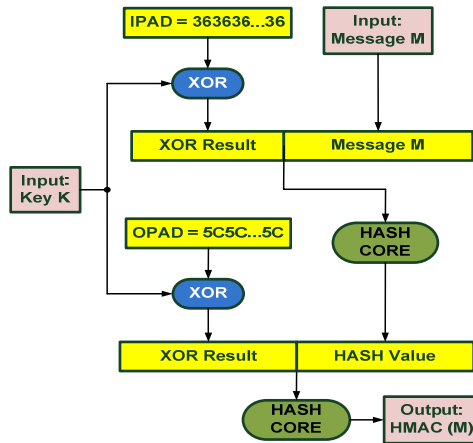 IPAD = 363636...36
Input:
Message M
XOR
XOR Result
Message M
Input:
Key K
OPAD = 5C5C...5C
HASH
CORE
XOR
XOR Result
HASH Value
HASH
CORE
Output:
HMAC (M)